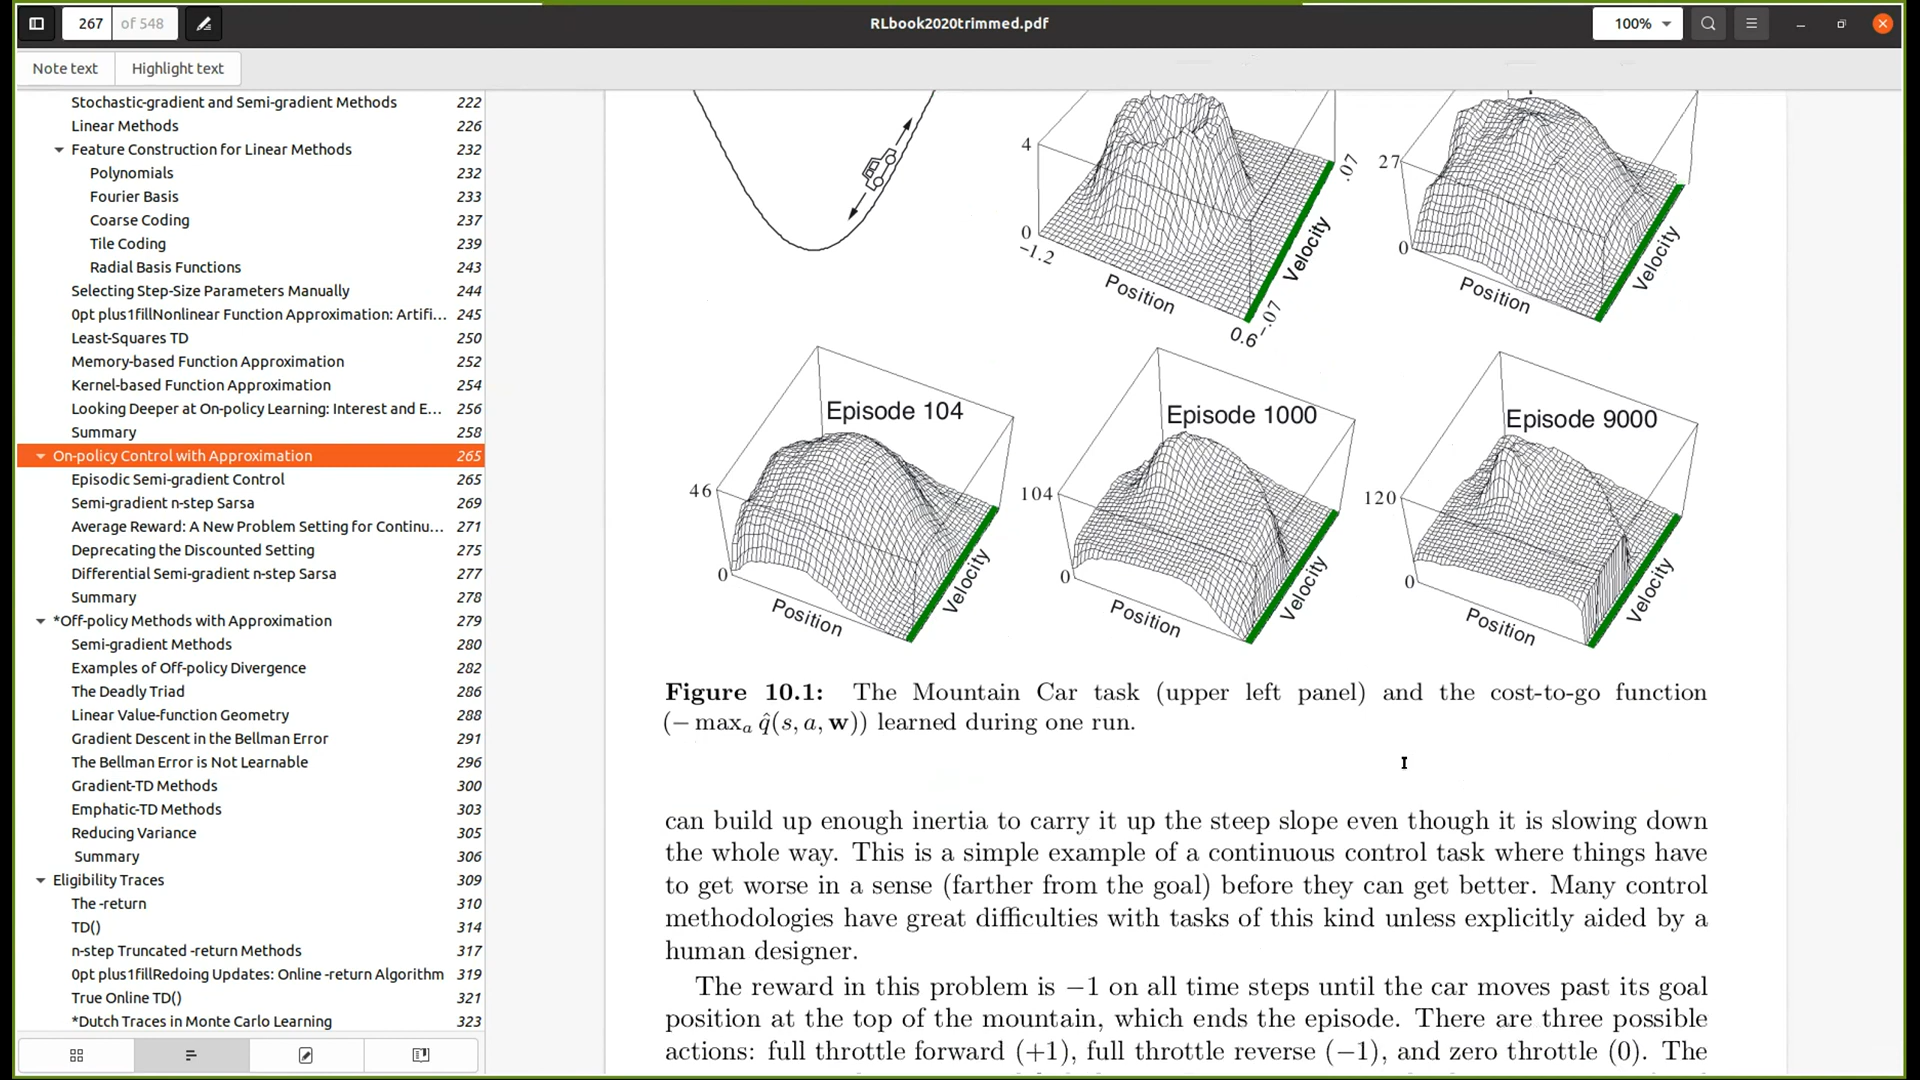 267 of 548
RLbook2020trimmed.pdf
100%
Note text
Highlight text
Stochastic-gradient and Semi-gradient Methods 222
Linear Methods 226
Feature Construction for Linear Methods 232
Polynomials 232
Fourier Basis 233
Coarse Coding 237
Tile Coding 239
Radial Basis Functions 243
Selecting Step-Size Parameters Manually 244
0pt plus1fillNonlinear Function Approximation: Artifi... 245
Least-Squares TD 250
Memory-based Function Approximation 252
Kernel-based Function Approximation 254
Looking Deeper at On-policy Learning: Interest and E... 256
Summary 258
On-policy Control with Approximation 265
Episodic Semi-gradient Control 265
Semi-gradient n-step Sarsa 269
Average Reward: A New Problem Setting for Continu... 271
Deprecating the Discounted Setting 275
Differential Semi-gradient n-step Sarsa 277
Summary 278
*Off-policy Methods with Approximation 279
Semi-gradient Methods 280
Examples of Off-policy Divergence 282
The Deadly Triad 286
Linear Value-function Geometry 288
Gradient Descent in the Bellman Error 291
The Bellman Error is Not Learnable 296
Gradient-TD Methods 300
Emphatic-TD Methods 303
Reducing Variance 305
Summary 306
Eligibility Traces 309
The -return 310
TD() 314
n-step Truncated -return Methods 317
0pt plus1fillRedoing Updates: Online -return Algorithm 319
True Online TD() 321
*Dutch Traces in Monte Carlo Learning 323
4
0
−1.2
Position
0.6
Velocity
.07
-.07
27
0
Position
Velocity
Episode 104
46
0
Position
Velocity
Episode 1000
104
0
Position
Velocity
Episode 9000
120
0
Position
Velocity
Figure 10.1: The Mountain Car task (upper left panel) and the cost-to-go function
(− maxₐ q̂(s, a, w)) learned during one run.
can build up enough inertia to carry it up the steep slope even though it is slowing down
the whole way. This is a simple example of a continuous control task where things have
to get worse in a sense (farther from the goal) before they can get better. Many control
methodologies have great difficulties with tasks of this kind unless explicitly aided by a
human designer.
The reward in this problem is −1 on all time steps until the car moves past its goal
position at the top of the mountain, which ends the episode. There are three possible
actions: full throttle forward (+1), full throttle reverse (−1), and zero throttle (0). The